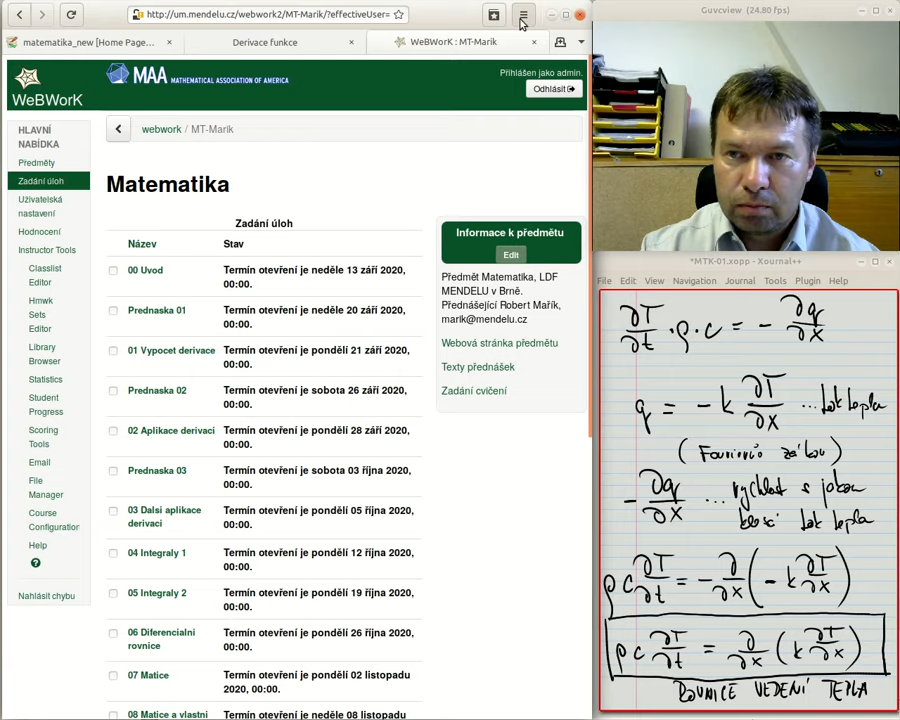 http://um.mendelu.cz/webwork2/MT-Marik/?effectiveUser=
Guvcview (24.80 fps)
matematika_new [Home Page... ×
Derivace funkce ×
WeBWorK : MT-Marik ×
WeBWorK
MAA MATHEMATICAL ASSOCIATION OF AMERICA
Přihlášen jako admin.
Odhlásit
HLAVNÍ
NABÍDKA
Předměty
Zadání úloh
Uživatelská
nastavení
Hodnocení
Instructor Tools
Classlist
Editor
Hmwk
Sets
Editor
Library
Browser
Statistics
Student
Progress
Scoring
Tools
Email
File
Manager
Course
Configuration
Help
Nahlásit chybu
webwork / MT-Marik
Matematika
Zadání úloh
Název Stav
00 Uvod Termín otevření je neděle 13 září 2020,
00:00.
Prednaska 01 Termín otevření je neděle 20 září 2020,
00:00.
01 Vypocet derivace Termín otevření je pondělí 21 září 2020,
00:00.
Prednaska 02 Termín otevření je sobota 26 září 2020,
00:00.
02 Aplikace derivaci Termín otevření je pondělí 28 září 2020,
00:00.
Prednaska 03 Termín otevření je sobota 03 října 2020,
00:00.
03 Dalsi aplikace
derivaci
Termín otevření je pondělí 05 října 2020,
00:00.
04 Integraly 1 Termín otevření je pondělí 12 října 2020,
00:00.
05 Integraly 2 Termín otevření je pondělí 19 října 2020,
00:00.
06 Diferencialni
rovnice
Termín otevření je pondělí 26 října 2020,
00:00.
07 Matice Termín otevření je pondělí 02 listopadu
2020, 00:00.
08 Matice a vlastni Termín otevření je neděle 08 listopadu
Informace k předmětu
Edit
Předmět Matematika, LDF
MENDELU v Brně.
Přednášející Robert Mařík,
marik@mendelu.cz
Webová stránka předmětu
Texty přednášek
Zadání cvičení
*MTK-01.xopp - Xournal++
File Edit View Navigation Journal Tools Plugin Help
∂T/∂t · ρ · c = − ∂q/∂x
q = − k ∂T/∂x ... tok tepla
(Fourierův zákon)
− ∂q/∂x ... rychlost s jakou
klesá tok tepla
ρ c ∂T/∂t = − ∂/∂x (− k ∂T/∂x)
ρ c ∂T/∂t = ∂/∂x (k ∂T/∂x)
ROVNICE VEDENÍ TEPLA